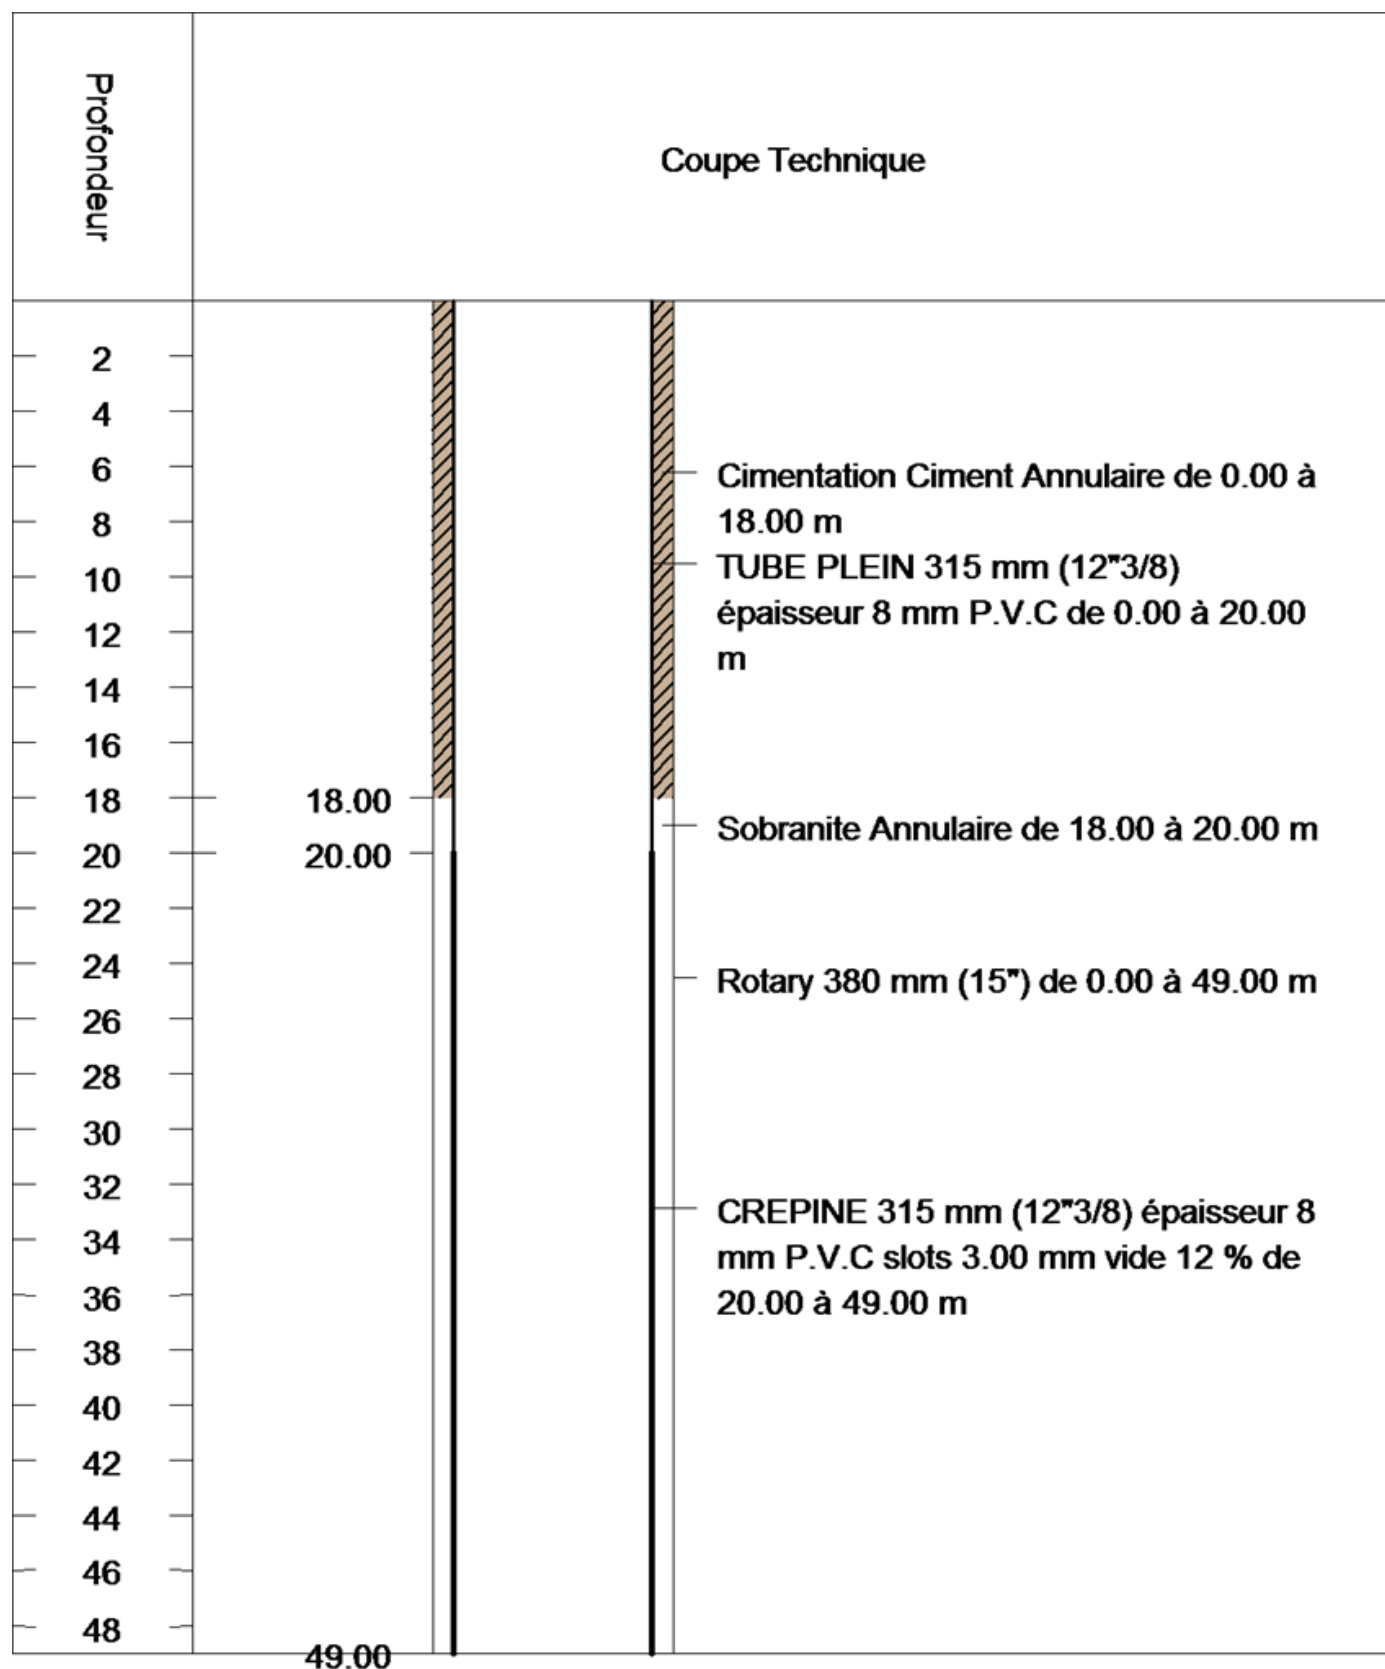 Profondeur
Coupe Technique
2
4
6
Cimentation Ciment Annulaire de 0.00 à
8
18.00 m
10
TUBE PLEIN 315 mm (12"3/8)
12
épaisseur 8 mm P.V.C de 0.00 à 20.00
m
14
16
18
18.00
Sobranite Annulaire de 18.00 à 20.00 m
20
20.00
22
24
Rotary 380 mm (15") de 0.00 à 49.00 m
26
28
30
32
CREPINE 315 mm (12"3/8) épaisseur 8
34
mm P.V.C slots 3.00 mm vide 12 % de
36
20.00 à 49.00 m
38
40
42
44
46
48
49.00